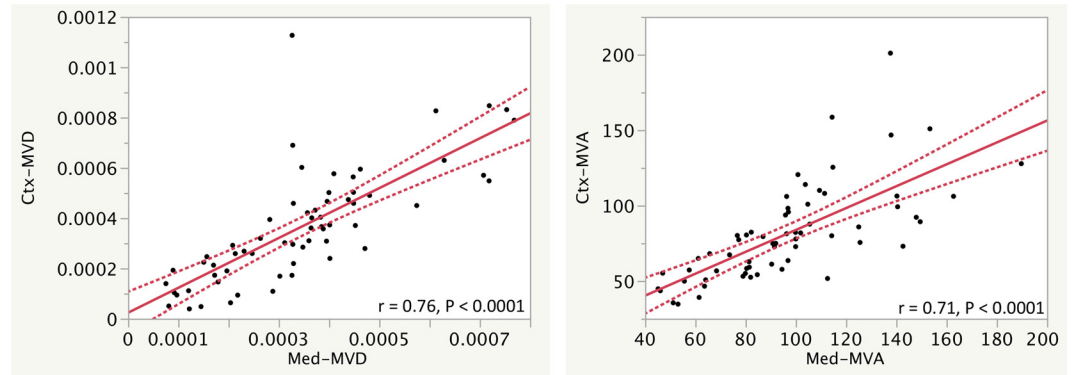 0.0012
0.001
0.0008
0.0006
0.0004
0.0002
0
Ctx-MVD
r = 0.76, P < 0.0001
0 0.0001 0.0003 0.0005 0.0007
Med-MVD
200
150
100
50
Ctx-MVA
r = 0.71, P < 0.0001
40 60 80 100 120 140 160 180 200
Med-MVA